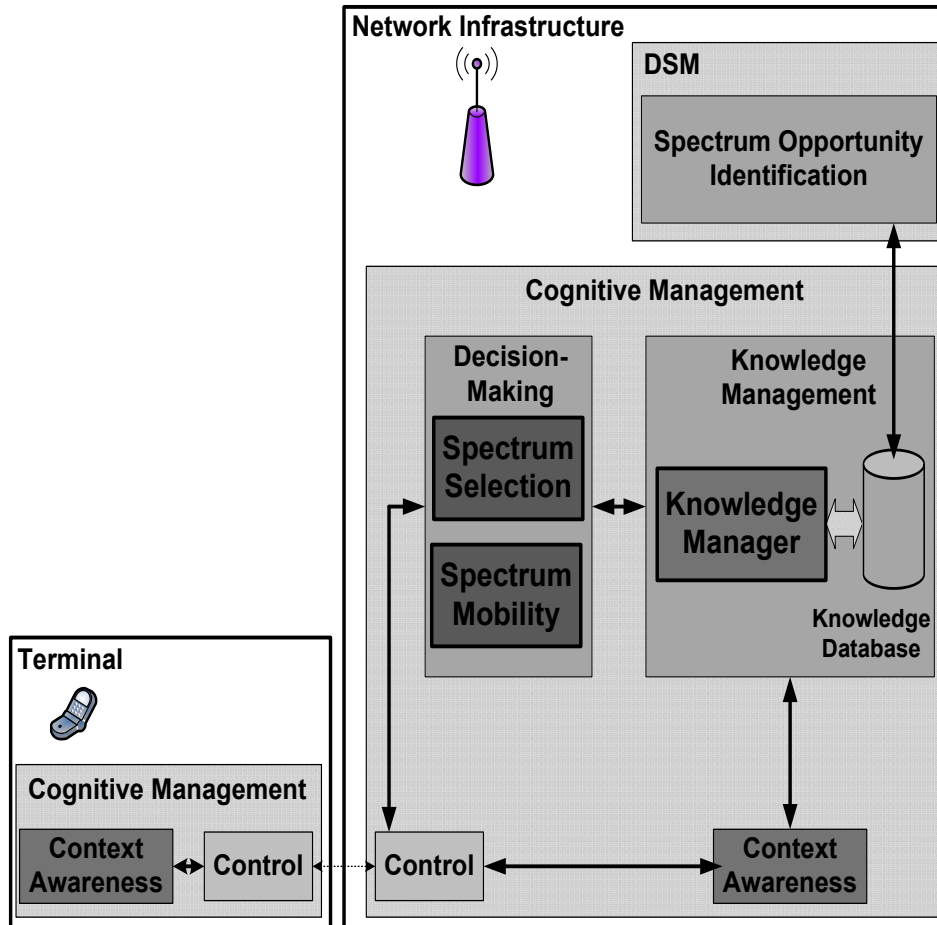 Network Infrastructure
DSM
Spectrum Opportunity
Identification
Cognitive Management
Decision-
Making
Spectrum
Selection
Spectrum
Mobility
Knowledge
Management
Knowledge
Manager
Knowledge
Database
Terminal
Cognitive Management
Context
Awareness
Control
Control
Context
Awareness